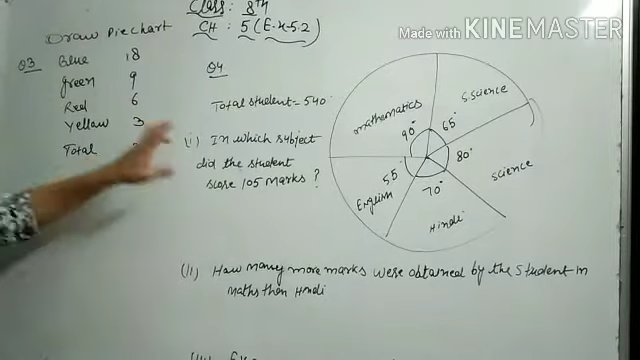 Made with KINEMASTER
Class: 8TH
CH: 5 (Ex-5.2)
Draw Piechart
Q3 Blue 18
green 9
Red 6
Yellow 3
Total
Q4
Total student = 540
(i) In which subject
did the student
score 105 marks ?
mathematics
90°
S.science
65°
80°
science
70°
Hindi
55°
English
(ii) How many more marks were obtained by the student in
maths then Hindi